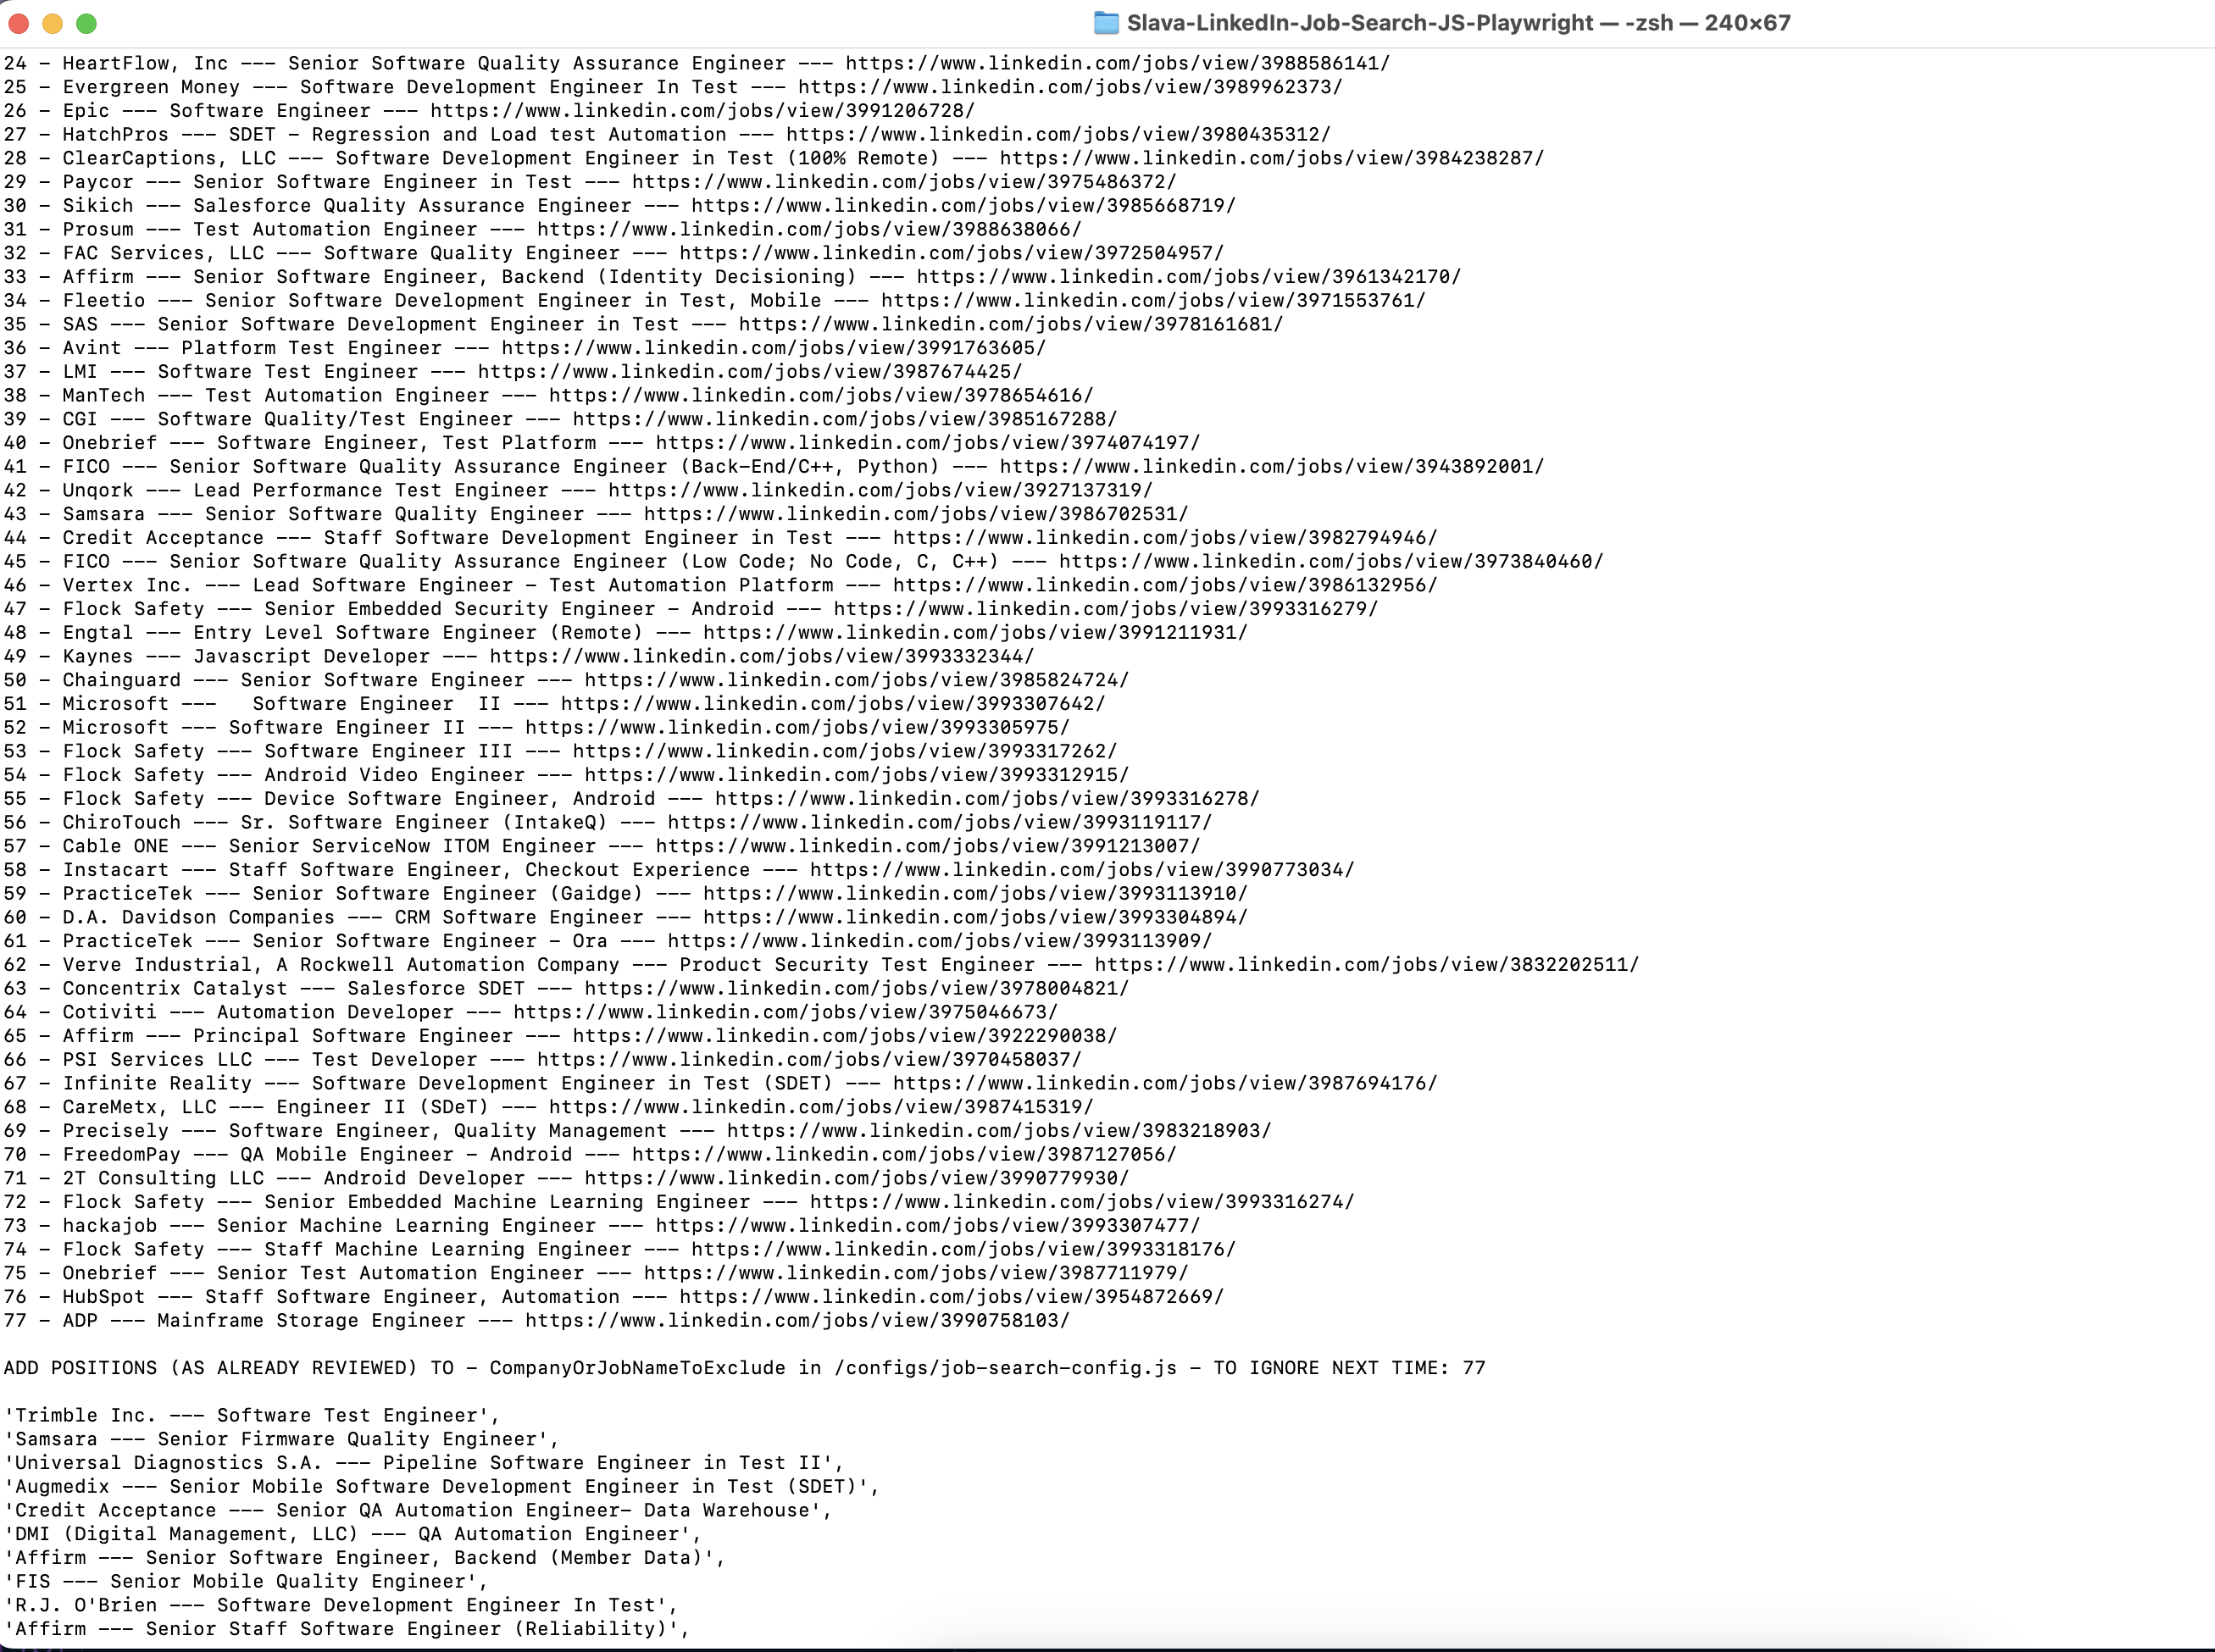 Slava-LinkedIn-Job-Search-JS-Playwright — -zsh — 240×67
24 - HeartFlow, Inc --- Senior Software Quality Assurance Engineer --- https://www.linkedin.com/jobs/view/3988586141/
25 - Evergreen Money --- Software Development Engineer In Test --- https://www.linkedin.com/jobs/view/3989962373/
26 - Epic --- Software Engineer --- https://www.linkedin.com/jobs/view/3991206728/
27 - HatchPros --- SDET - Regression and Load test Automation --- https://www.linkedin.com/jobs/view/3980435312/
28 - ClearCaptions, LLC --- Software Development Engineer in Test (100% Remote) --- https://www.linkedin.com/jobs/view/3984238287/
29 - Paycor --- Senior Software Engineer in Test --- https://www.linkedin.com/jobs/view/3975486372/
30 - Sikich --- Salesforce Quality Assurance Engineer --- https://www.linkedin.com/jobs/view/3985668719/
31 - Prosum --- Test Automation Engineer --- https://www.linkedin.com/jobs/view/3988638066/
32 - FAC Services, LLC --- Software Quality Engineer --- https://www.linkedin.com/jobs/view/3972504957/
33 - Affirm --- Senior Software Engineer, Backend (Identity Decisioning) --- https://www.linkedin.com/jobs/view/3961342170/
34 - Fleetio --- Senior Software Development Engineer in Test, Mobile --- https://www.linkedin.com/jobs/view/3971553761/
35 - SAS --- Senior Software Development Engineer in Test --- https://www.linkedin.com/jobs/view/3978161681/
36 - Avint --- Platform Test Engineer --- https://www.linkedin.com/jobs/view/3991763605/
37 - LMI --- Software Test Engineer --- https://www.linkedin.com/jobs/view/3987674425/
38 - ManTech --- Test Automation Engineer --- https://www.linkedin.com/jobs/view/3978654616/
39 - CGI --- Software Quality/Test Engineer --- https://www.linkedin.com/jobs/view/3985167288/
40 - Onebrief --- Software Engineer, Test Platform --- https://www.linkedin.com/jobs/view/3974074197/
41 - FICO --- Senior Software Quality Assurance Engineer (Back-End/C++, Python) --- https://www.linkedin.com/jobs/view/3943892001/
42 - Unqork --- Lead Performance Test Engineer --- https://www.linkedin.com/jobs/view/3927137319/
43 - Samsara --- Senior Software Quality Engineer --- https://www.linkedin.com/jobs/view/3986702531/
44 - Credit Acceptance --- Staff Software Development Engineer in Test --- https://www.linkedin.com/jobs/view/3982794946/
45 - FICO --- Senior Software Quality Assurance Engineer (Low Code; No Code, C, C++) --- https://www.linkedin.com/jobs/view/3973840460/
46 - Vertex Inc. --- Lead Software Engineer - Test Automation Platform --- https://www.linkedin.com/jobs/view/3986132956/
47 - Flock Safety --- Senior Embedded Security Engineer - Android --- https://www.linkedin.com/jobs/view/3993316279/
48 - Engtal --- Entry Level Software Engineer (Remote) --- https://www.linkedin.com/jobs/view/3991211931/
49 - Kaynes --- Javascript Developer --- https://www.linkedin.com/jobs/view/3993332344/
50 - Chainguard --- Senior Software Engineer --- https://www.linkedin.com/jobs/view/3985824724/
51 - Microsoft ---   Software Engineer  II --- https://www.linkedin.com/jobs/view/3993307642/
52 - Microsoft --- Software Engineer II --- https://www.linkedin.com/jobs/view/3993305975/
53 - Flock Safety --- Software Engineer III --- https://www.linkedin.com/jobs/view/3993317262/
54 - Flock Safety --- Android Video Engineer --- https://www.linkedin.com/jobs/view/3993312915/
55 - Flock Safety --- Device Software Engineer, Android --- https://www.linkedin.com/jobs/view/3993316278/
56 - ChiroTouch --- Sr. Software Engineer (IntakeQ) --- https://www.linkedin.com/jobs/view/3993119117/
57 - Cable ONE --- Senior ServiceNow ITOM Engineer --- https://www.linkedin.com/jobs/view/3991213007/
58 - Instacart --- Staff Software Engineer, Checkout Experience --- https://www.linkedin.com/jobs/view/3990773034/
59 - PracticeTek --- Senior Software Engineer (Gaidge) --- https://www.linkedin.com/jobs/view/3993113910/
60 - D.A. Davidson Companies --- CRM Software Engineer --- https://www.linkedin.com/jobs/view/3993304894/
61 - PracticeTek --- Senior Software Engineer - Ora --- https://www.linkedin.com/jobs/view/3993113909/
62 - Verve Industrial, A Rockwell Automation Company --- Product Security Test Engineer --- https://www.linkedin.com/jobs/view/3832202511/
63 - Concentrix Catalyst --- Salesforce SDET --- https://www.linkedin.com/jobs/view/3978004821/
64 - Cotiviti --- Automation Developer --- https://www.linkedin.com/jobs/view/3975046673/
65 - Affirm --- Principal Software Engineer --- https://www.linkedin.com/jobs/view/3922290038/
66 - PSI Services LLC --- Test Developer --- https://www.linkedin.com/jobs/view/3970458037/
67 - Infinite Reality --- Software Development Engineer in Test (SDET) --- https://www.linkedin.com/jobs/view/3987694176/
68 - CareMetx, LLC --- Engineer II (SDeT) --- https://www.linkedin.com/jobs/view/3987415319/
69 - Precisely --- Software Engineer, Quality Management --- https://www.linkedin.com/jobs/view/3983218903/
70 - FreedomPay --- QA Mobile Engineer - Android --- https://www.linkedin.com/jobs/view/3987127056/
71 - 2T Consulting LLC --- Android Developer --- https://www.linkedin.com/jobs/view/3990779930/
72 - Flock Safety --- Senior Embedded Machine Learning Engineer --- https://www.linkedin.com/jobs/view/3993316274/
73 - hackajob --- Senior Machine Learning Engineer --- https://www.linkedin.com/jobs/view/3993307477/
74 - Flock Safety --- Staff Machine Learning Engineer --- https://www.linkedin.com/jobs/view/3993318176/
75 - Onebrief --- Senior Test Automation Engineer --- https://www.linkedin.com/jobs/view/3987711979/
76 - HubSpot --- Staff Software Engineer, Automation --- https://www.linkedin.com/jobs/view/3954872669/
77 - ADP --- Mainframe Storage Engineer --- https://www.linkedin.com/jobs/view/3990758103/
ADD POSITIONS (AS ALREADY REVIEWED) TO - CompanyOrJobNameToExclude in /configs/job-search-config.js - TO IGNORE NEXT TIME: 77
'Trimble Inc. --- Software Test Engineer',
'Samsara --- Senior Firmware Quality Engineer',
'Universal Diagnostics S.A. --- Pipeline Software Engineer in Test II',
'Augmedix --- Senior Mobile Software Development Engineer in Test (SDET)',
'Credit Acceptance --- Senior QA Automation Engineer- Data Warehouse',
'DMI (Digital Management, LLC) --- QA Automation Engineer',
'Affirm --- Senior Software Engineer, Backend (Member Data)',
'FIS --- Senior Mobile Quality Engineer',
'R.J. O'Brien --- Software Development Engineer In Test',
'Affirm --- Senior Staff Software Engineer (Reliability)',